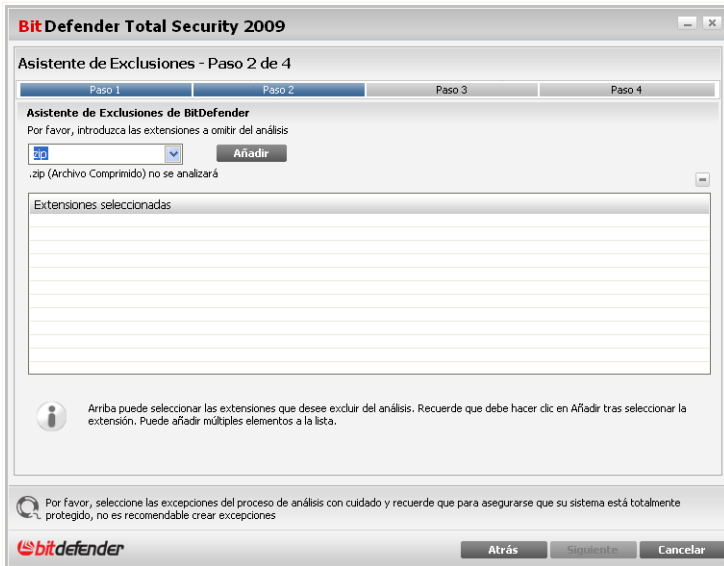 BitDefender Total Security 2009
Asistente de Exclusiones - Paso 2 de 4
Paso 1 Paso 2 Paso 3 Paso 4
Asistente de Exclusiones de BitDefender
Por favor, introduzca las extensiones a omitir del análisis
zip Añadir
.zip (Archivo Comprimido) no se analizará
Extensiones seleccionadas
Arriba puede seleccionar las extensiones que desee excluir del análisis. Recuerde que debe hacer clic en Añadir tras seleccionar la
extensión. Puede añadir múltiples elementos a la lista.
Por favor, seleccione las excepciones del proceso de análisis con cuidado y recuerde que para asegurarse que su sistema está totalmente
protegido, no es recomendable crear excepciones
bitdefender Atrás Siguiente Cancelar